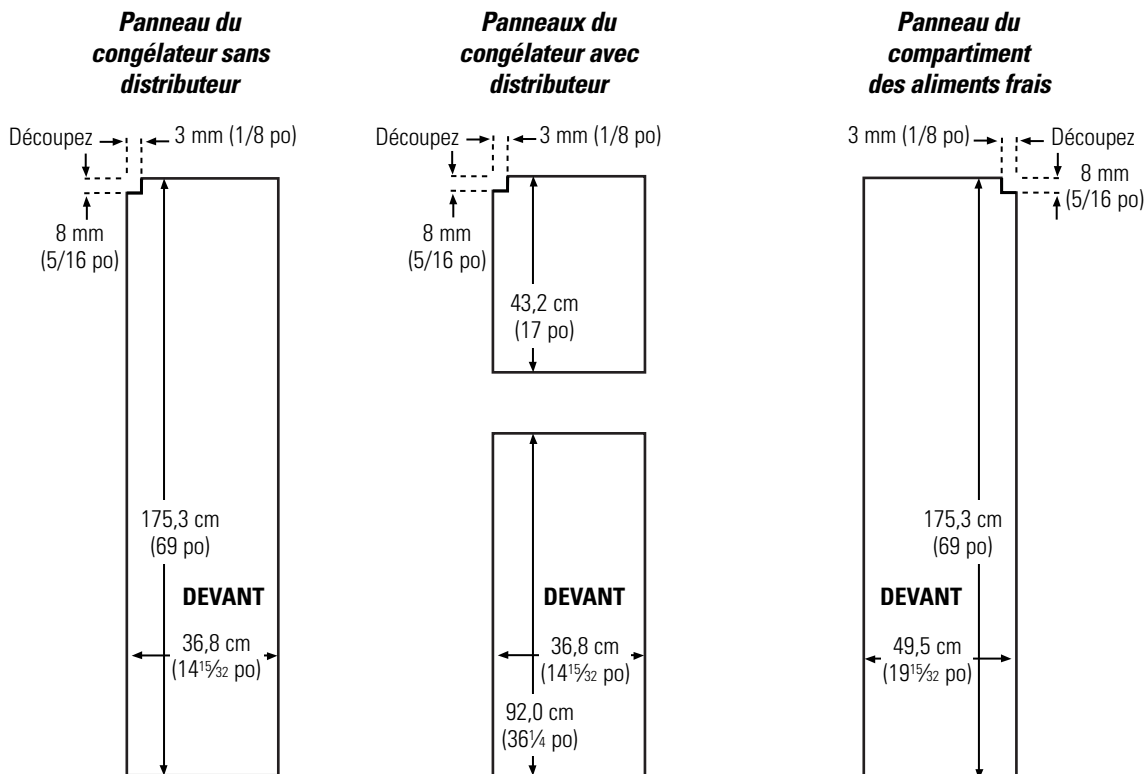 Panneau du
congélateur sans
distributeur
Découpez
3 mm (1/8 po)
8 mm
(5/16 po)
175,3 cm
(69 po)
DEVANT
36,8 cm
(14 15/32 po)
Panneaux du
congélateur avec
distributeur
Découpez
3 mm (1/8 po)
8 mm
(5/16 po)
43,2 cm
(17 po)
DEVANT
36,8 cm
(14 15/32 po)
92,0 cm
(36 1/4 po)
Panneau du
compartiment
des aliments frais
3 mm (1/8 po)
Découpez
8 mm
(5/16 po)
175,3 cm
(69 po)
DEVANT
49,5 cm
(19 15/32 po)